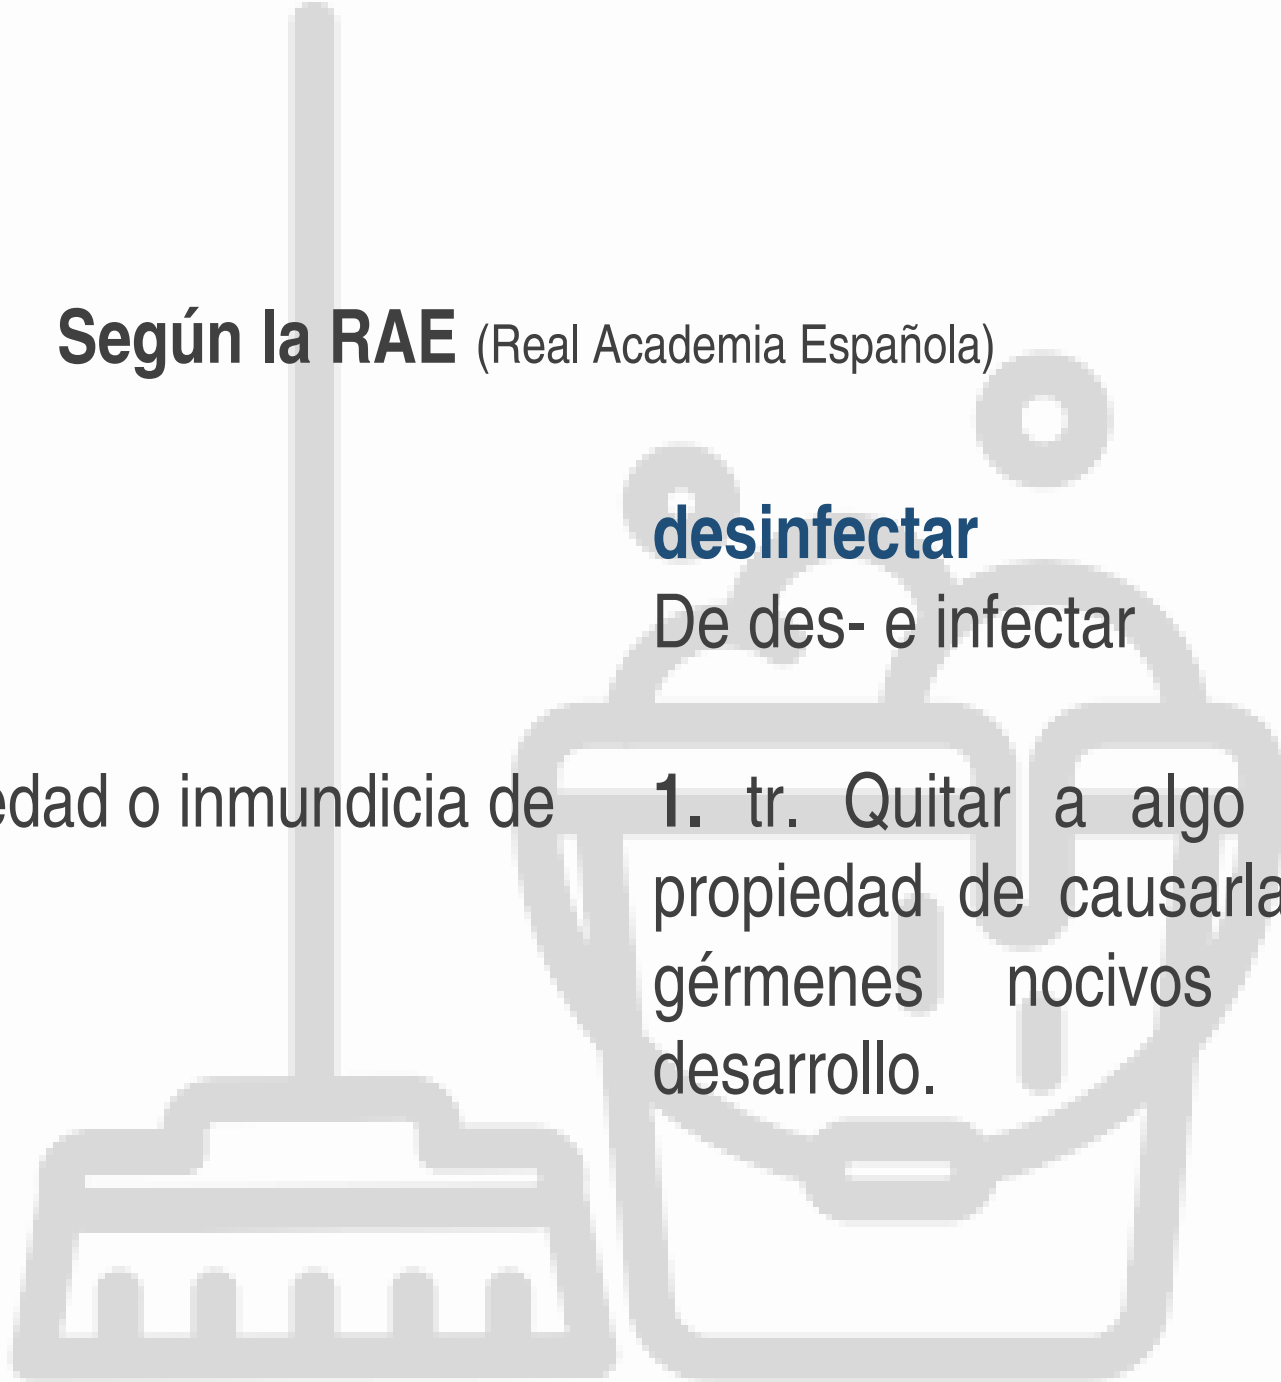 Según la RAE (Real Academia Española)
desinfectar
De des- e infectar
edad o inmundicia de
1. tr. Quitar a algo
propiedad de causarla
gérmenes nocivos
desarrollo.